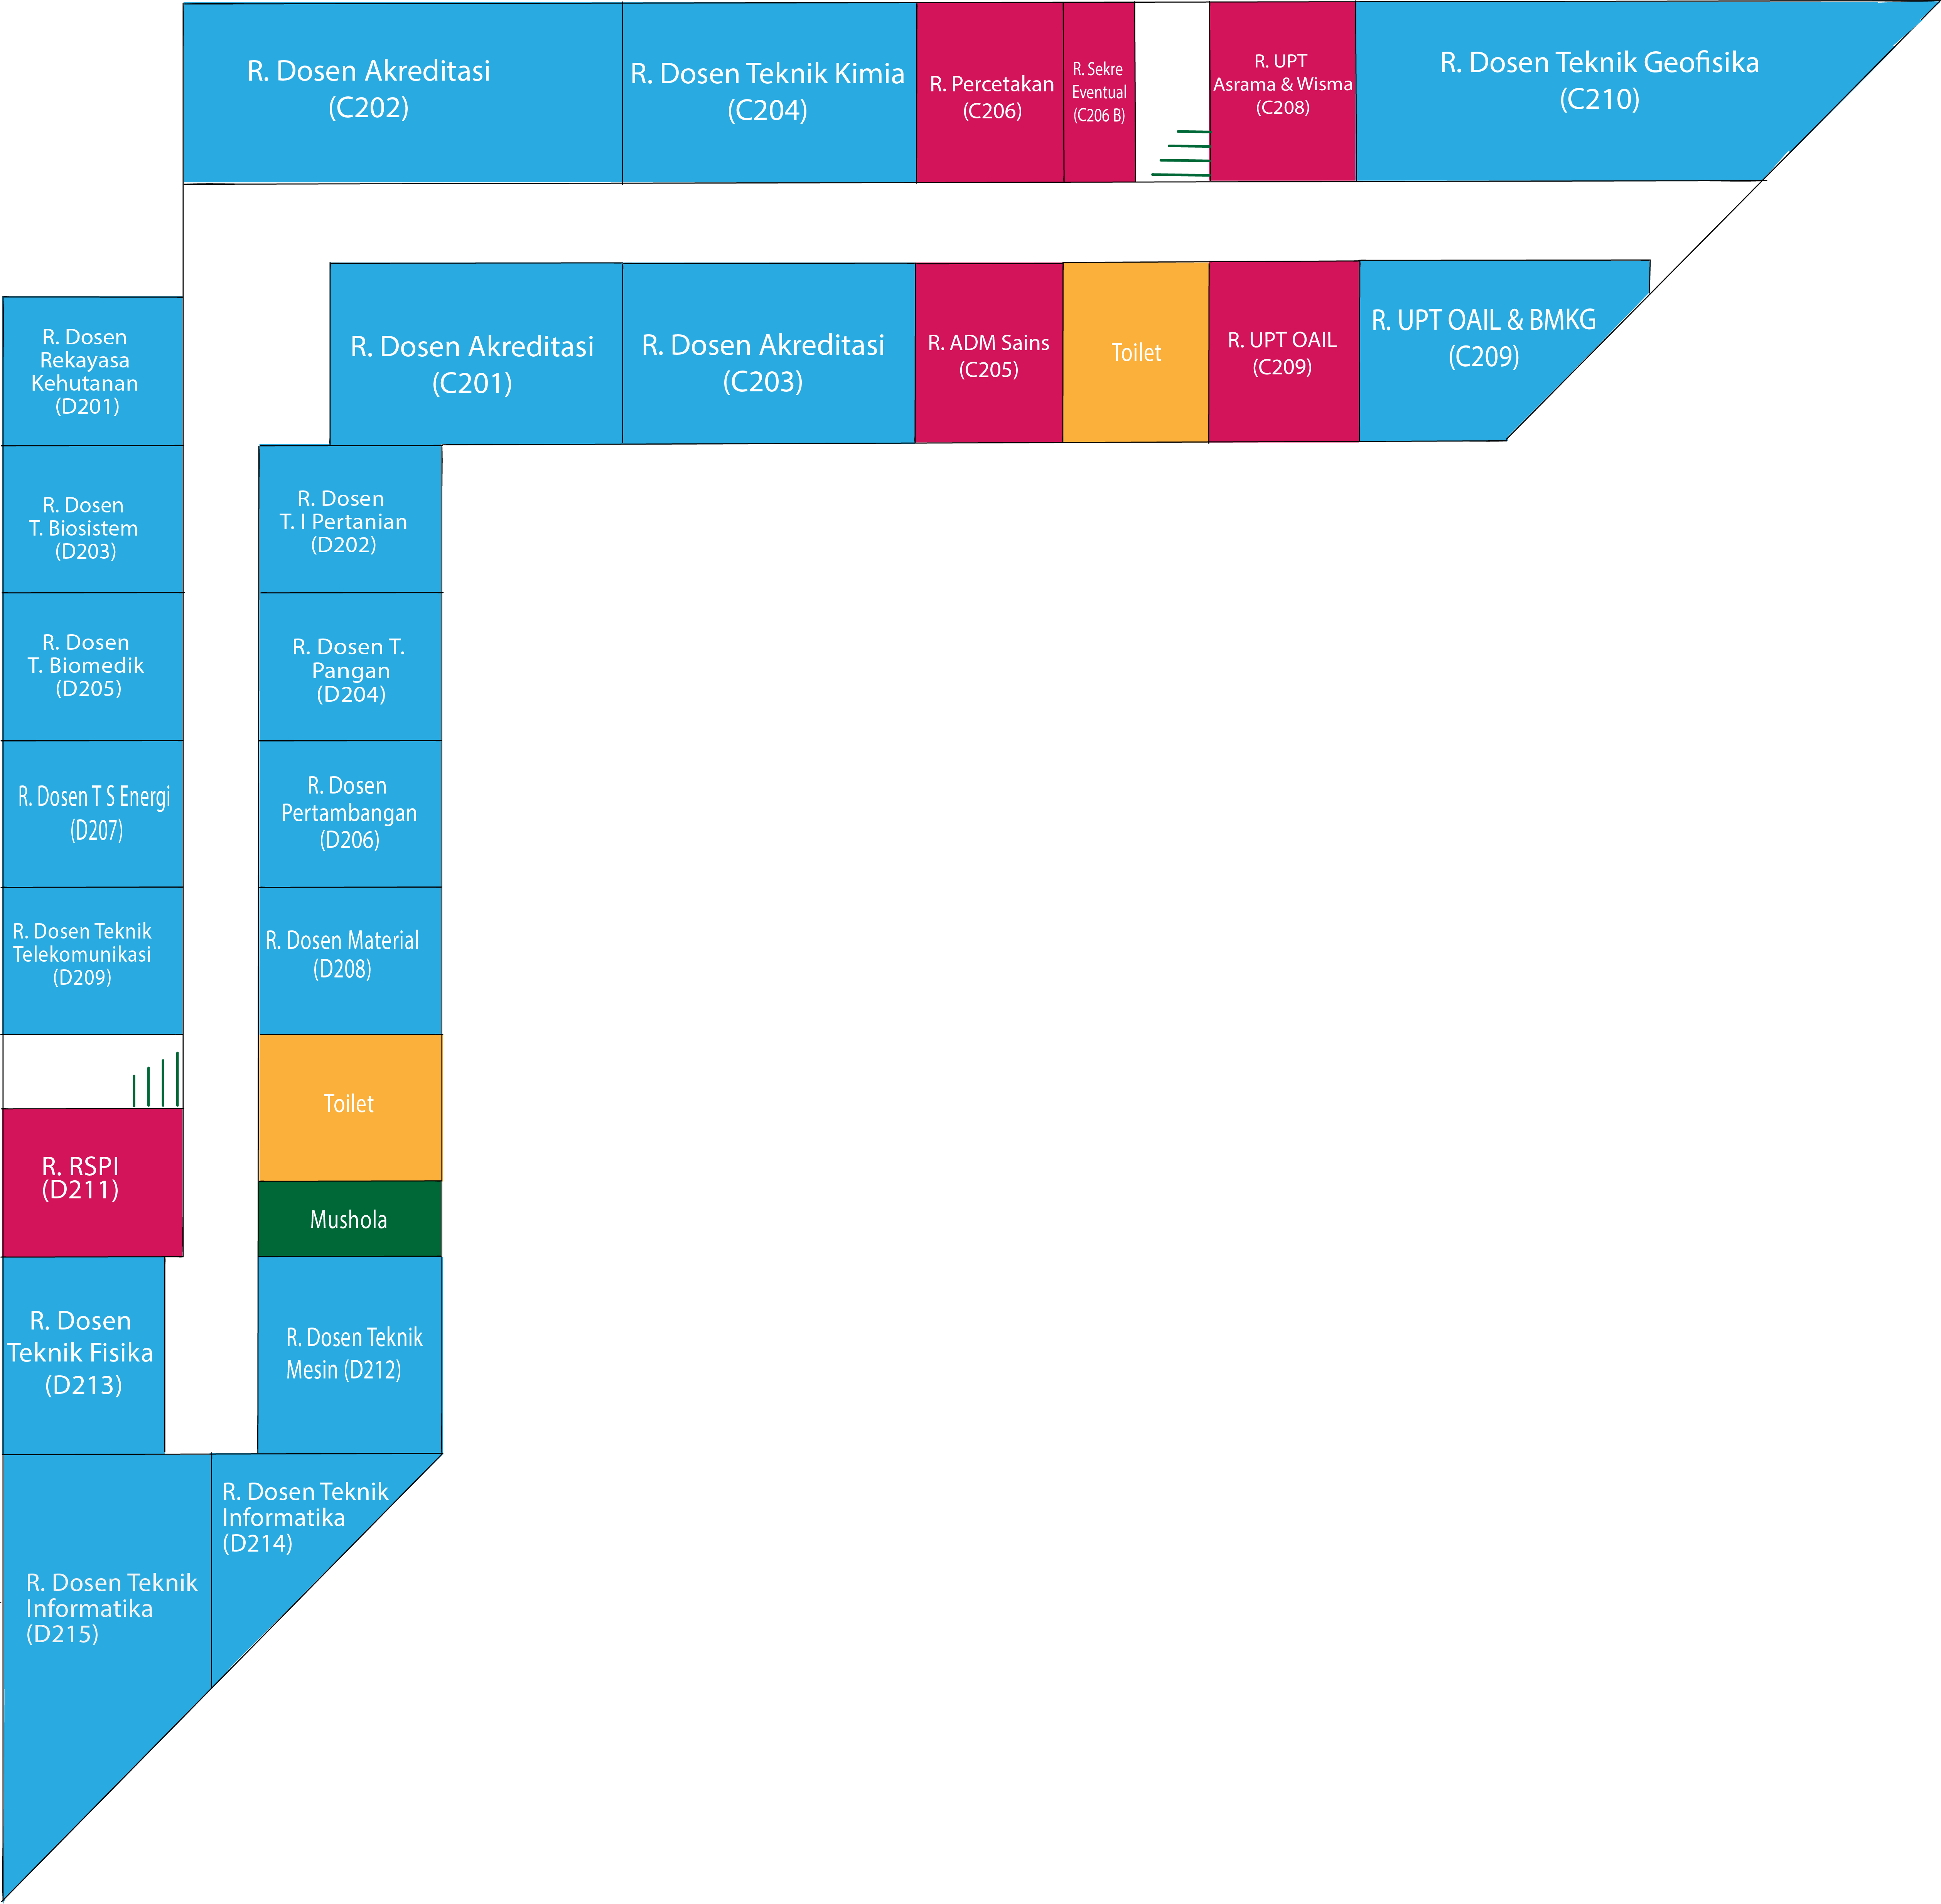 R. Dosen Akreditasi
(C202)
R. Dosen Teknik Kimia
(C204)
R. Percetakan
(C206)
R. Sekre
Eventual
(C206 B)
R. UPT
Asrama & Wisma
(C208)
R. Dosen Teknik Geofisika
(C210)
R. Dosen Akreditasi
(C201)
R. Dosen Akreditasi
(C203)
R. ADM Sains
(C205)
Toilet
R. UPT OAIL
(C209)
R. UPT OAIL & BMKG
(C209)
R. Dosen
Rekayasa
Kehutanan
(D201)
R. Dosen
T. Biosistem
(D203)
R. Dosen
T. I Pertanian
(D202)
R. Dosen
T. Biomedik
(D205)
R. Dosen T.
Pangan
(D204)
R. Dosen T S Energi
(D207)
R. Dosen
Pertambangan
(D206)
R. Dosen Teknik
Telekomunikasi
(D209)
R. Dosen Material
(D208)
Toilet
R. RSPI
(D211)
Mushola
R. Dosen
Teknik Fisika
(D213)
R. Dosen Teknik
Mesin (D212)
R. Dosen Teknik
Informatika
(D214)
R. Dosen Teknik
Informatika
(D215)